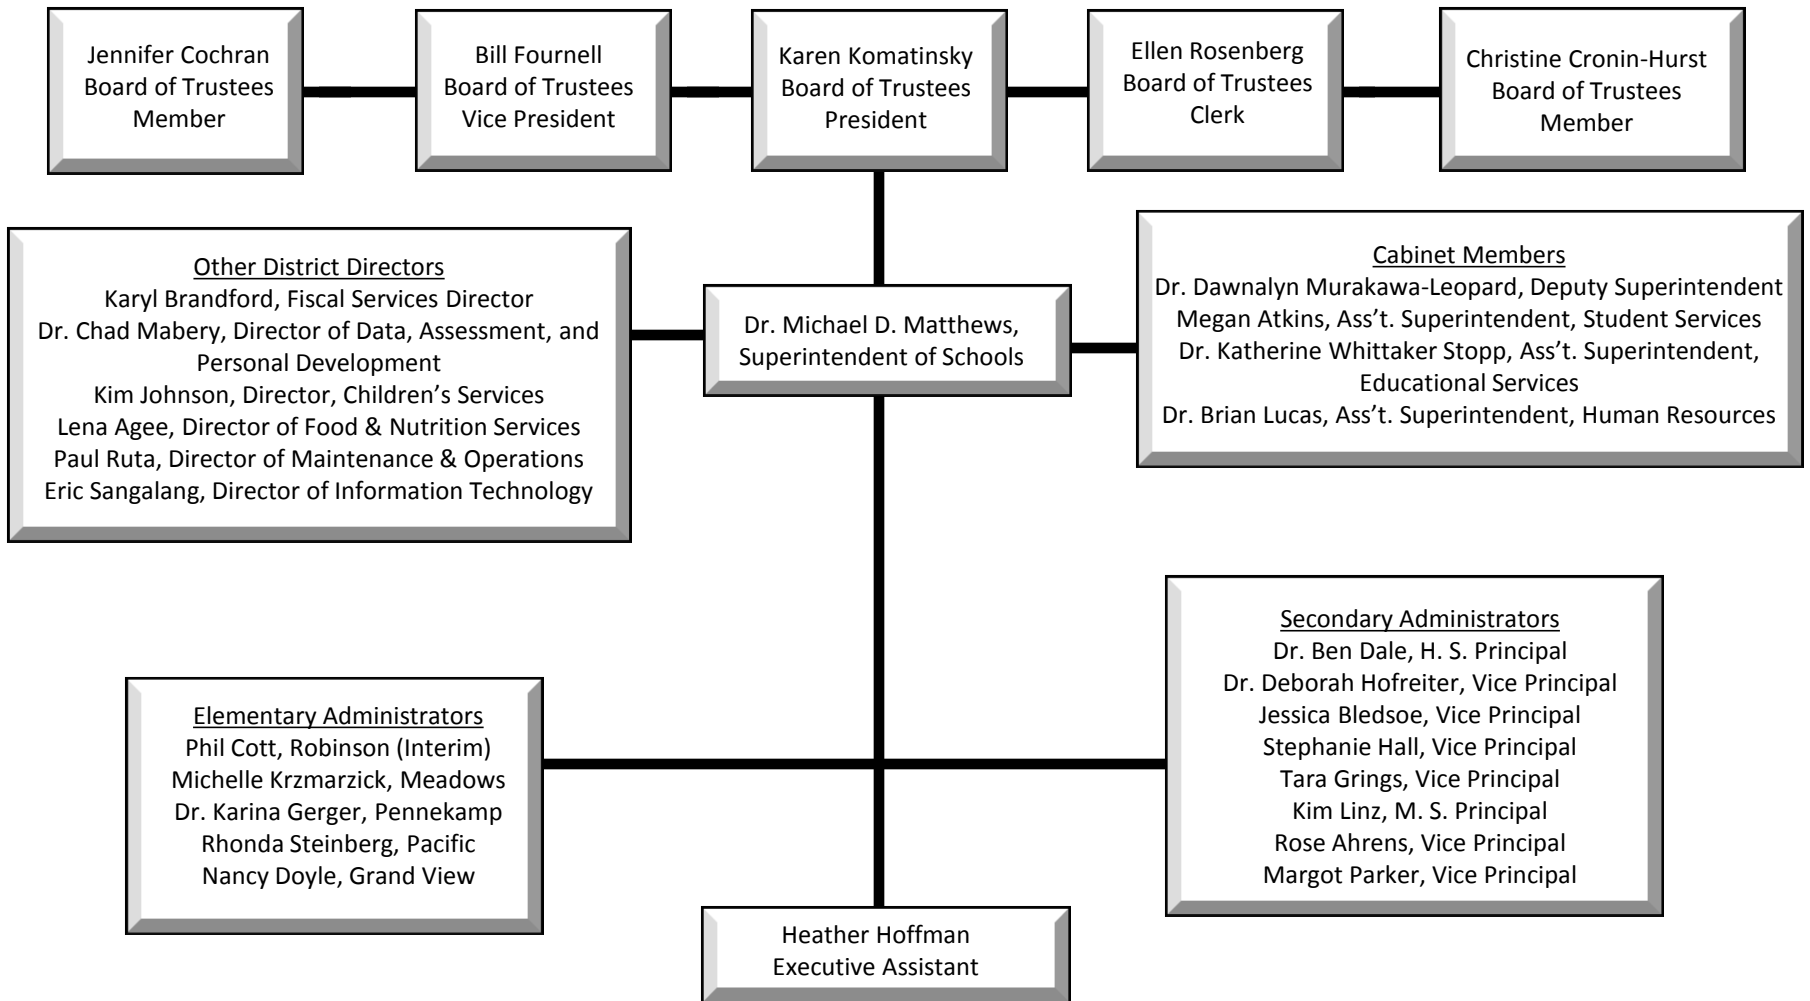 Jennifer Cochran
Board of Trustees
Member
Bill Fournell
Board of Trustees
Vice President
Karen Komatinsky
Board of Trustees
President
Ellen Rosenberg
Board of Trustees
Clerk
Christine Cronin-Hurst
Board of Trustees
Member
Other District Directors
Karyl Brandford, Fiscal Services Director
Dr. Chad Mabery, Director of Data, Assessment, and
Personal Development
Kim Johnson, Director, Children’s Services
Lena Agee, Director of Food & Nutrition Services
Paul Ruta, Director of Maintenance & Operations
Eric Sangalang, Director of Information Technology
Dr. Michael D. Matthews,
Superintendent of Schools
Cabinet Members
Dr. Dawnalyn Murakawa-Leopard, Deputy Superintendent
Megan Atkins, Ass’t. Superintendent, Student Services
Dr. Katherine Whittaker Stopp, Ass’t. Superintendent,
Educational Services
Dr. Brian Lucas, Ass’t. Superintendent, Human Resources
Elementary Administrators
Phil Cott, Robinson (Interim)
Michelle Krzmarzick, Meadows
Dr. Karina Gerger, Pennekamp
Rhonda Steinberg, Pacific
Nancy Doyle, Grand View
Secondary Administrators
Dr. Ben Dale, H. S. Principal
Dr. Deborah Hofreiter, Vice Principal
Jessica Bledsoe, Vice Principal
Stephanie Hall, Vice Principal
Tara Grings, Vice Principal
Kim Linz, M. S. Principal
Rose Ahrens, Vice Principal
Margot Parker, Vice Principal
Heather Hoffman
Executive Assistant